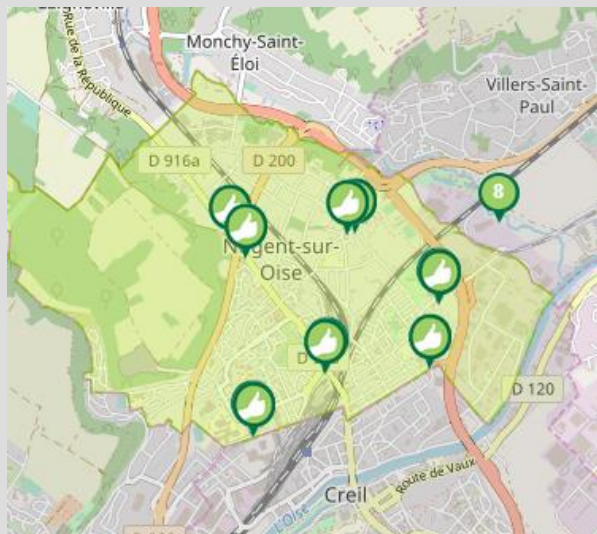 Rue de la République
Monchy-Saint-
Éloi
Villers-Saint-
Paul
D 916a
D 200
8
Nogent-sur-
Oise
D 120
Route de Vaux
Creil
L'Oise